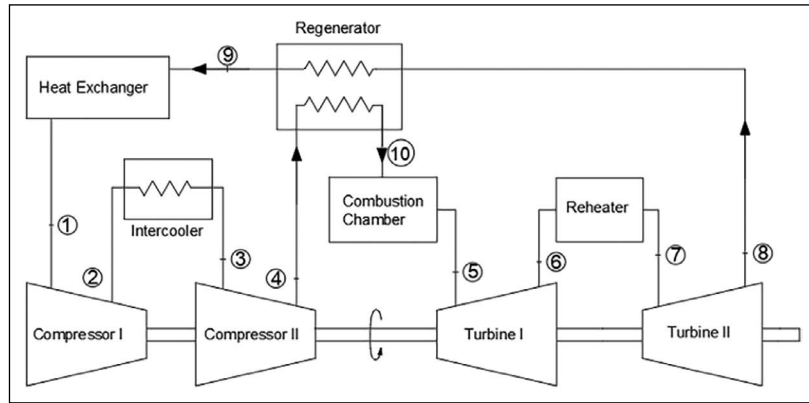 Regenerator
⑨
Heat Exchanger
⑩
Combustion
Chamber
Reheater
①
Intercooler
②
③
④
⑤
⑥
⑦
⑧
Compressor I
Compressor II
Turbine I
Turbine II